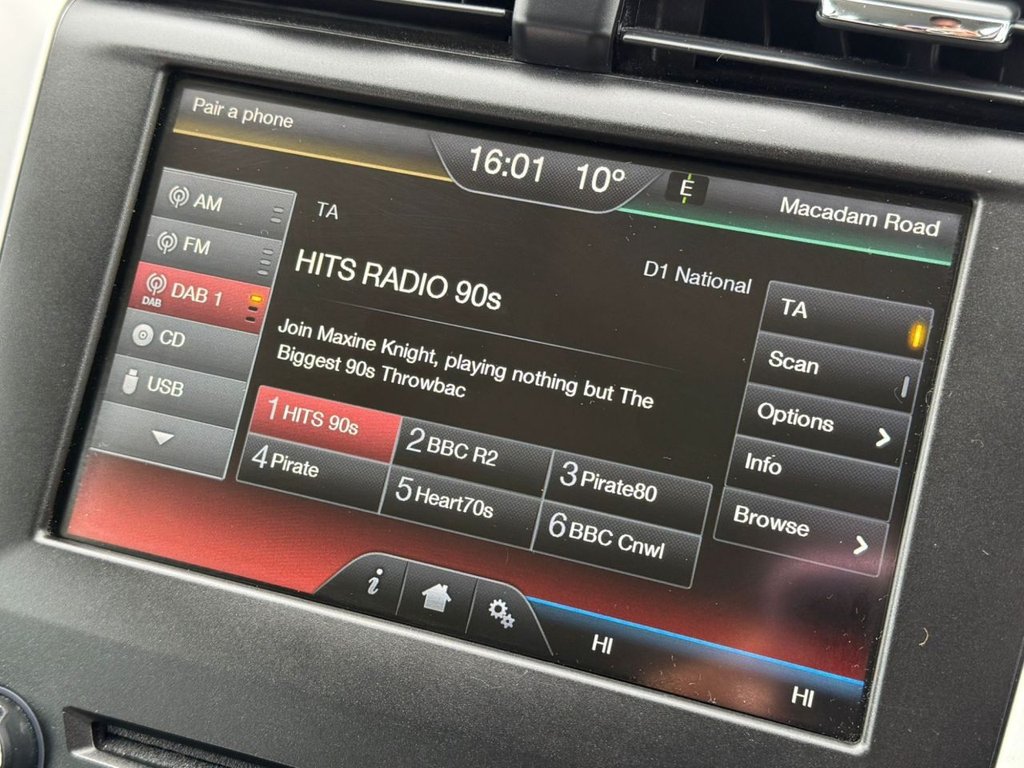 Pair a phone
16:01 10°
E
Macadam Road
AM
FM
DAB
DAB 1
CD
USB
TA
D1 National
HITS RADIO 90s
Join Maxine Knight, playing nothing but The
Biggest 90s Throwbac
1 HITS 90s
2 BBC R2
3 Pirate80
4 Pirate
5 Heart70s
6 BBC Cnwl
TA
Scan
Options
Info
Browse
i
HI
HI